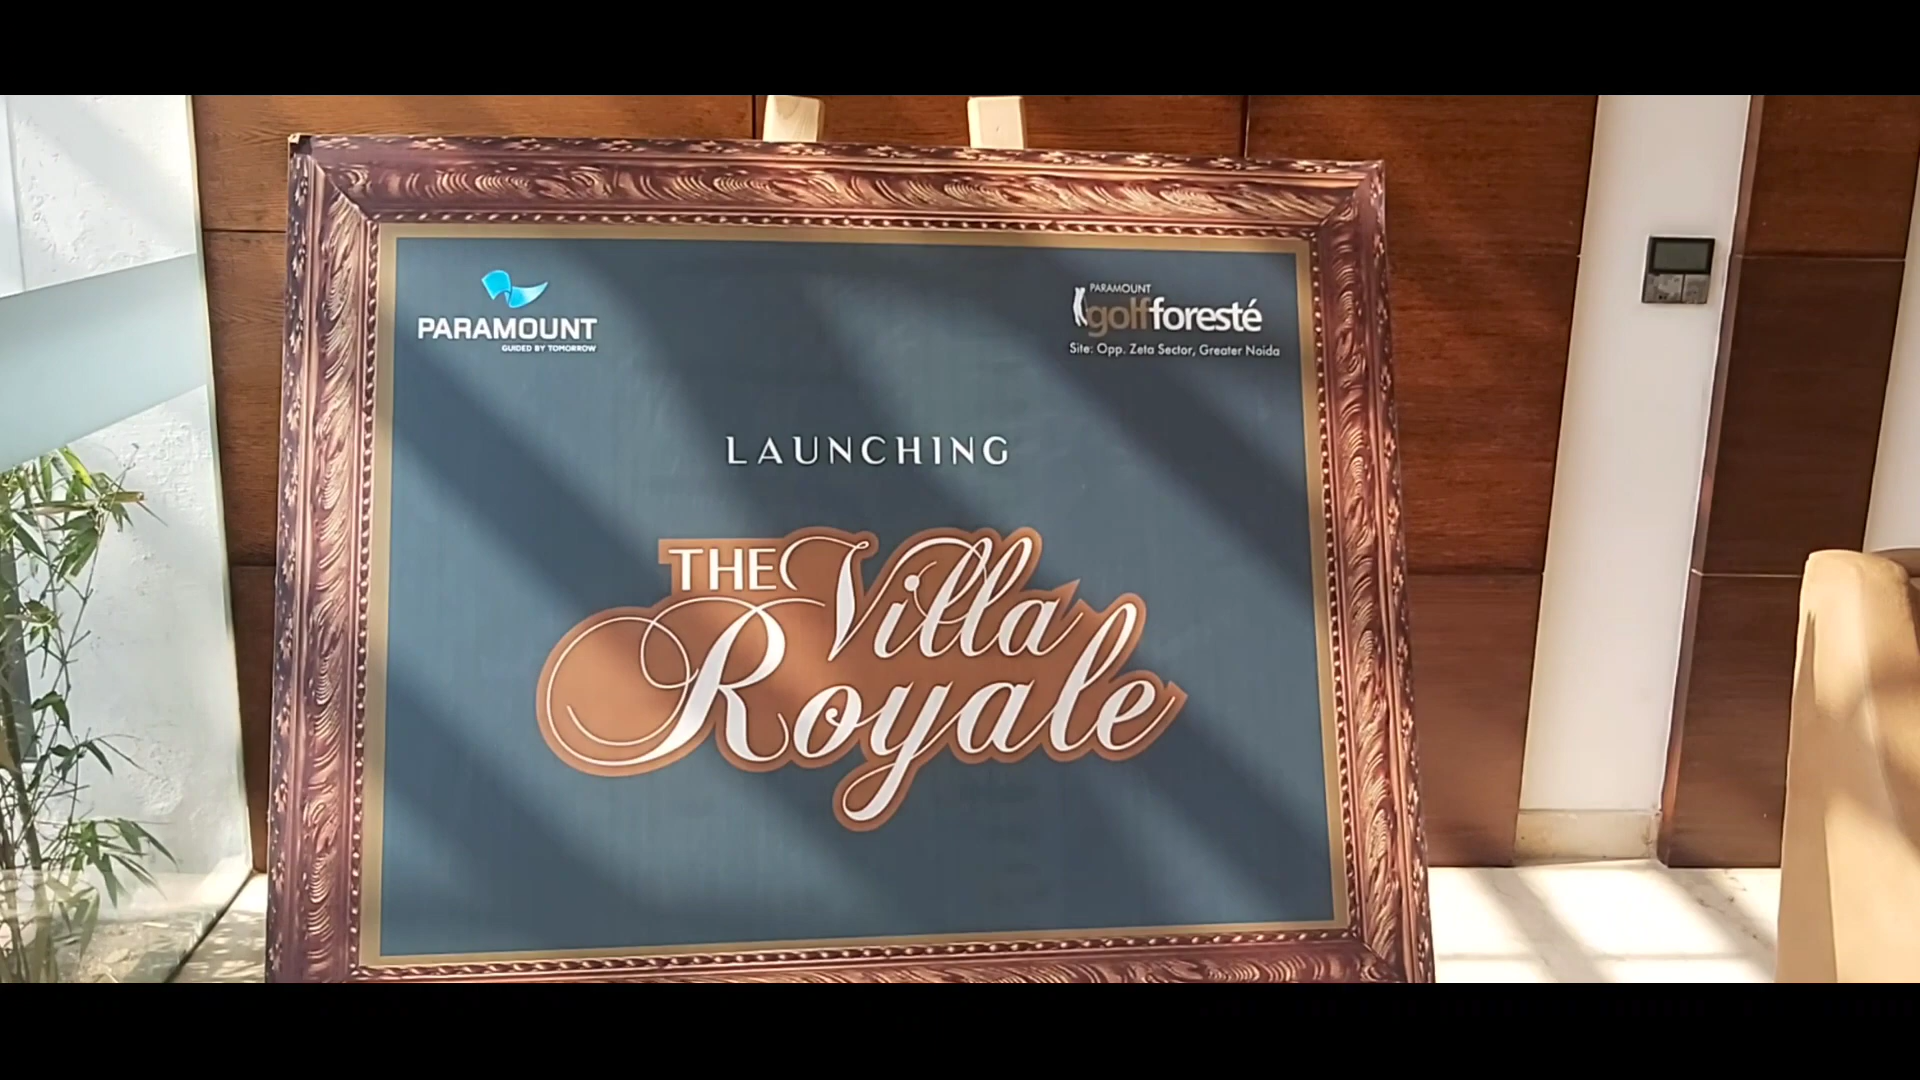 PARAMOUNT
GUIDED BY TOMORROW
PARAMOUNT
golfforesté
Site: Opp. Zeta Sector, Greater Noida
LAUNCHING
THE Villa
Royale